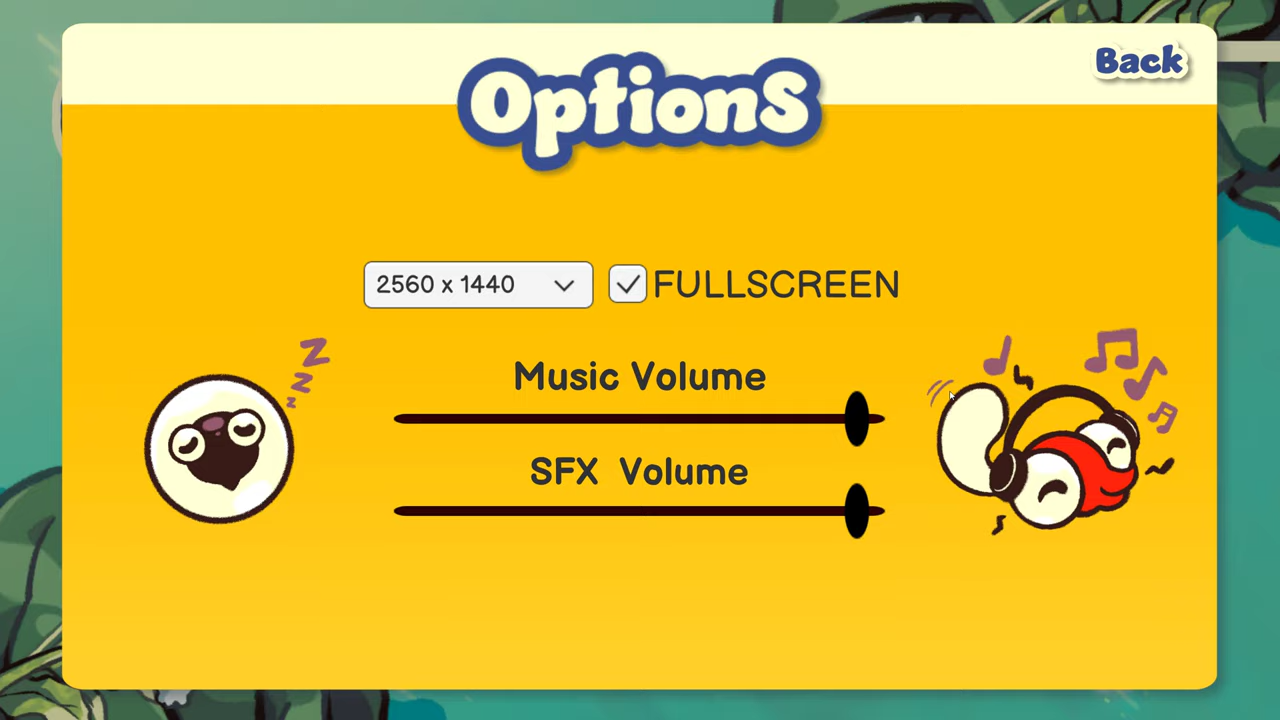 Back
Options
2560 x 1440
FULLSCREEN
z
z
z
Music Volume
SFX Volume